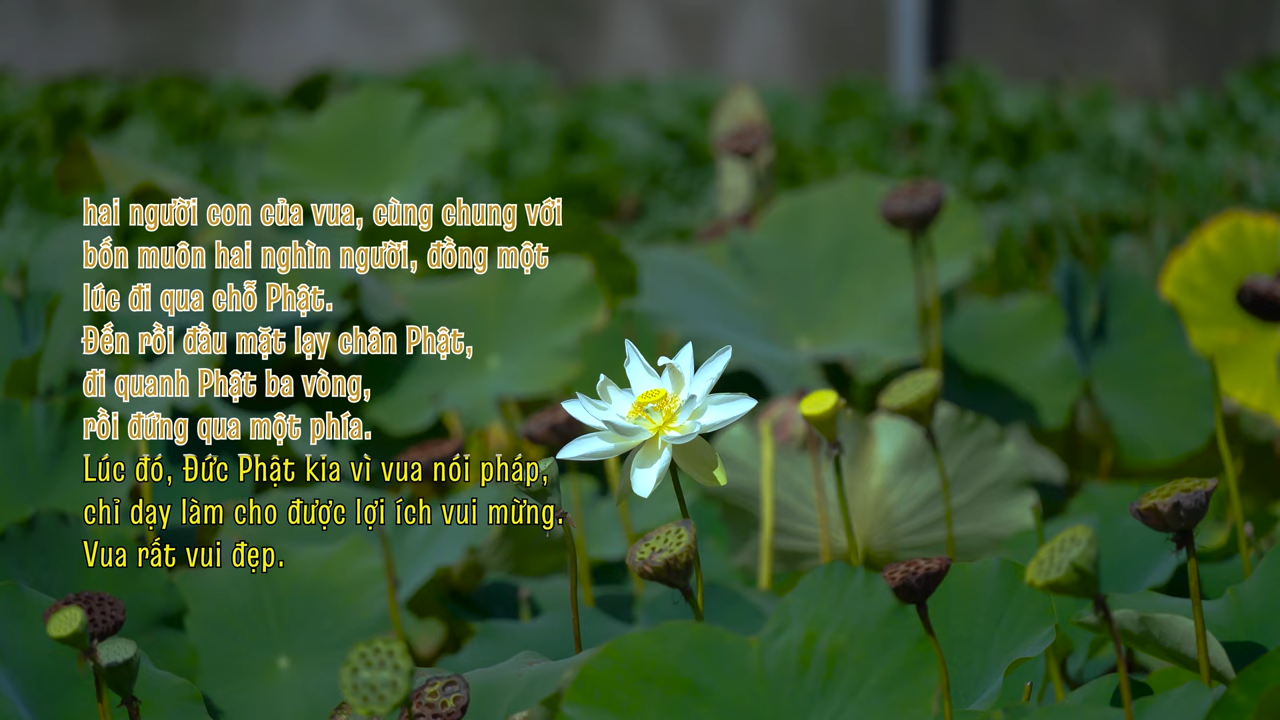 hai người con của vua, cùng chung với
bốn muôn hai nghìn người, đồng một
lúc đi qua chỗ Phật.
Đến rồi đầu mặt lạy chân Phật,
đi quanh Phật ba vòng,
rồi đứng qua một phía.
Lúc đó, Đức Phật kia vì vua nói pháp,
chỉ dạy làm cho được lợi ích vui mừng.
Vua rất vui đẹp.